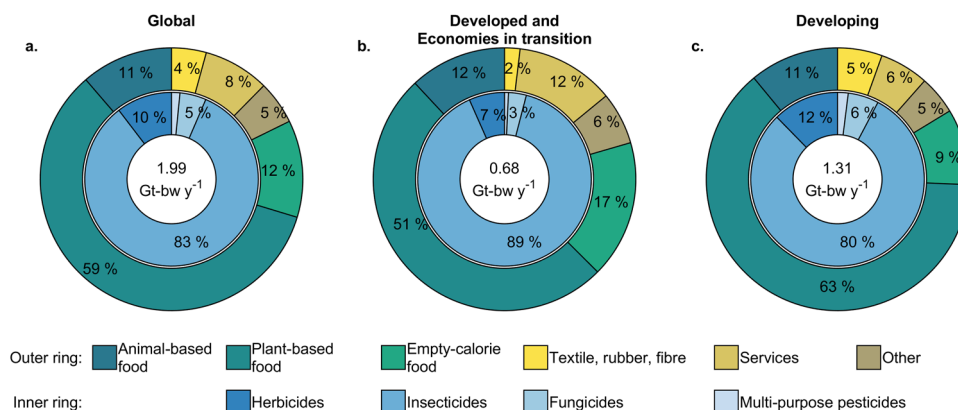 Global
Developed and
Economies in transition
Developing
a.
b.
c.
11 %
4 %
8 %
5 %
12 %
59 %
10 %
5 %
83 %
1.99
Gt-bw y⁻¹
12 %
2 %
12 %
6 %
17 %
51 %
7 %
3 %
89 %
0.68
Gt-bw y⁻¹
11 %
5 %
6 %
5 %
9 %
63 %
12 %
6 %
80 %
1.31
Gt-bw y⁻¹
Outer ring:
Animal-based
food
Plant-based
food
Empty-calorie
food
Textile, rubber, fibre
Services
Other
Inner ring:
Herbicides
Insecticides
Fungicides
Multi-purpose pesticides